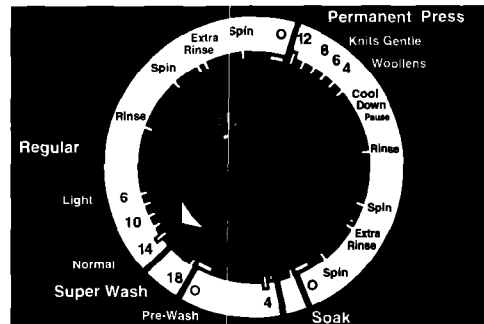 Permanent Press
Knits Gentle
Woollens
12
8
6
4
Cool
Down
Pause
Rinse
Spin
Extra
Rinse
Spin
O
Soak
4
O
Pre-Wash
18
Super Wash
Normal
14
10
6
Light
Regular
Rinse
Spin
Extra
Rinse
Spin
O